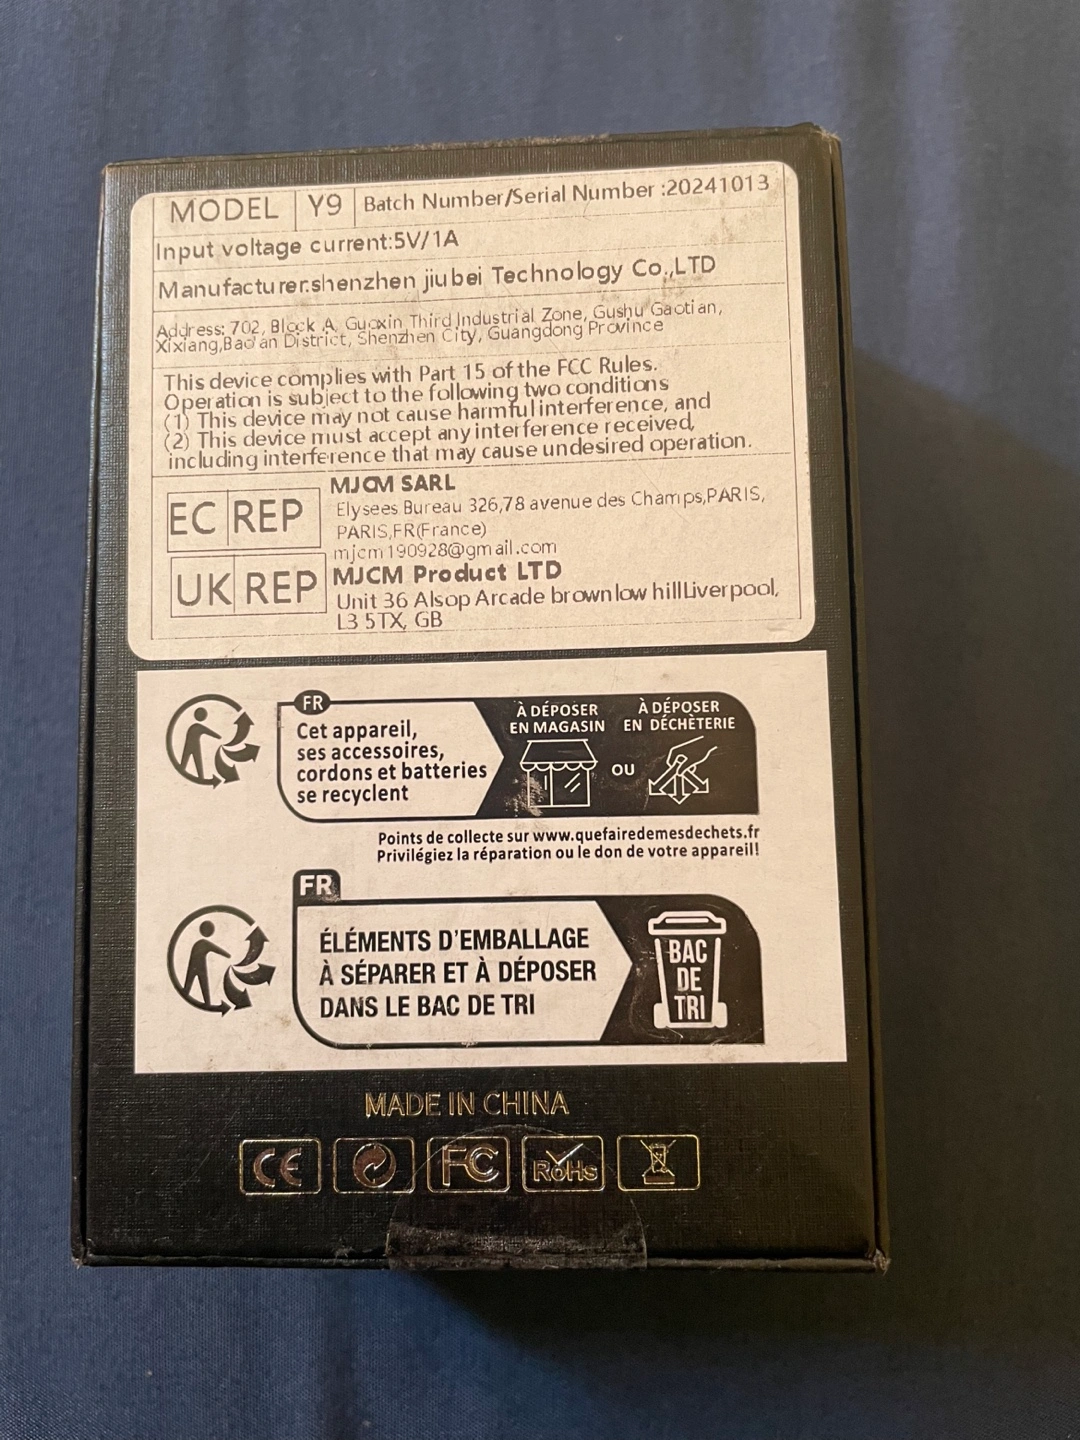 MODEL Y9 Batch Number/Serial Number :20241013
Input voltage current:5V/1A
Manufacturer:shenzhen jiubei Technology Co.,LTD
Address: 702, Block A, Guoxin Third Industrial Zone, Gushu Gaotian,
Xixiang,Bao'an District, Shenzhen City, Guangdong Province
This device complies with Part 15 of the FCC Rules.
Operation is subject to the following two conditions
(1) This device may not cause harmful interference, and
(2) This device must accept any interference received,
including interference that may cause undesired operation.
EC REP
MJCM SARL
Elysees Bureau 326,78 avenue des Champs,PARIS,
PARIS,FR(France)
mjcm190928@gmail.com
UK REP
MJCM Product LTD
Unit 36 Alsop Arcade brownlow hillLiverpool,
L3 5TX, GB
FR
Cet appareil,
ses accessoires,
cordons et batteries
se recyclent
À DÉPOSER
EN MAGASIN
OU
À DÉPOSER
EN DÉCHÈTERIE
Points de collecte sur www.quefairedemesdechets.fr
Privilégiez la réparation ou le don de votre appareil!
FR
ÉLÉMENTS D'EMBALLAGE
À SÉPARER ET À DÉPOSER
DANS LE BAC DE TRI
BAC
DE
TRI
MADE IN CHINA
CE FC RoHs